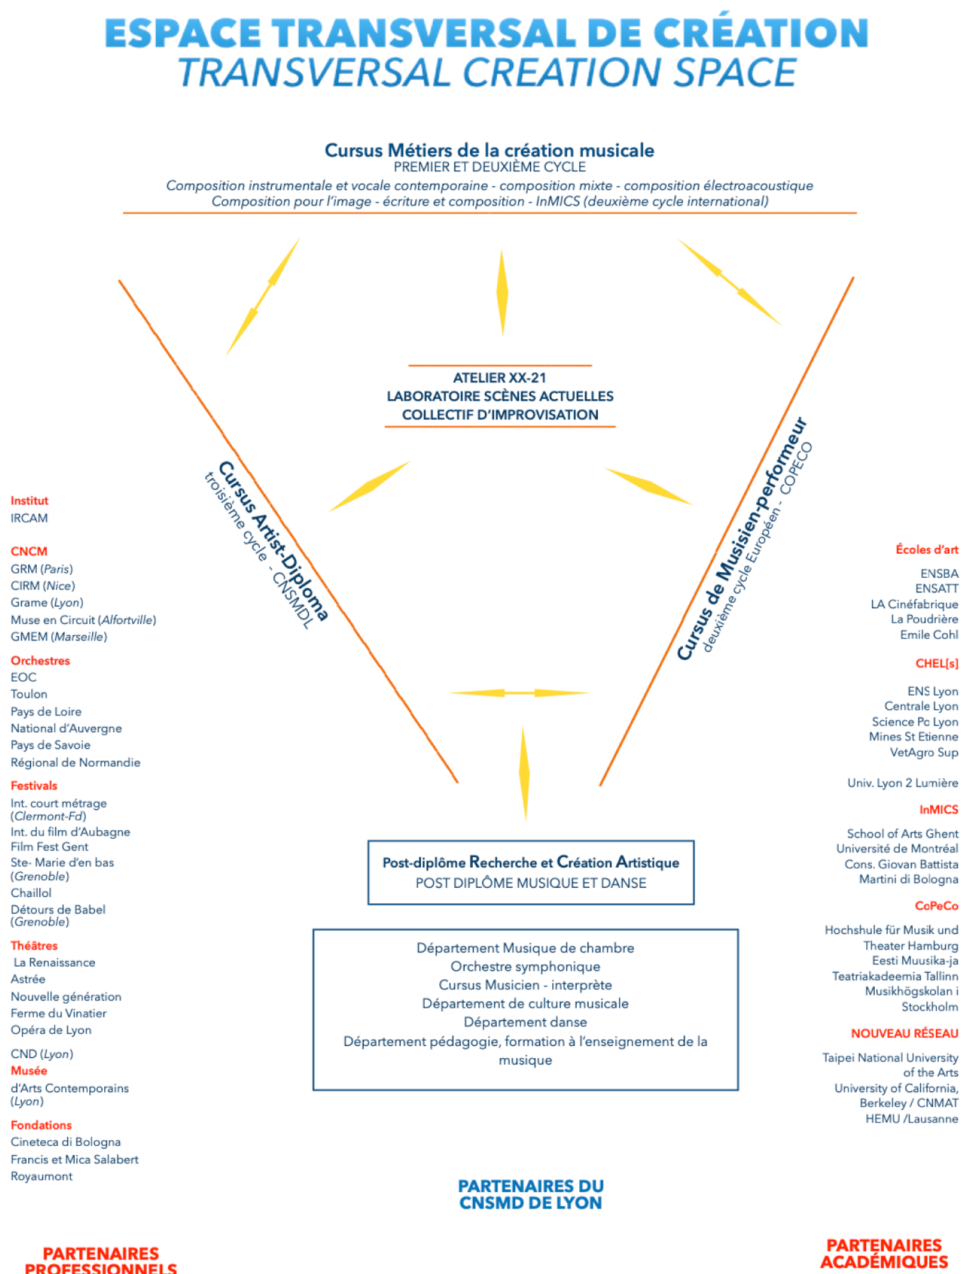 ESPACE TRANSVERSAL DE CRÉATION
TRANSVERSAL CREATION SPACE
Cursus Métiers de la création musicale
PREMIER ET DEUXIÈME CYCLE
Composition instrumentale et vocale contemporaine - composition mixte - composition électroacoustique
Composition pour l'image - écriture et composition - InMICS (deuxième cycle international)
ATELIER XX-21
LABORATOIRE SCÈNES ACTUELLES
COLLECTIF D'IMPROVISATION
Cursus Artist-Diploma
troisième cycle - CNSMDL
Cursus de Musisien-performeur
deuxième cycle Européen - COPECO
Post-diplôme Recherche et Création Artistique
POST DIPLÔME MUSIQUE ET DANSE
Département Musique de chambre
Orchestre symphonique
Cursus Musicien - interprète
Département de culture musicale
Département danse
Département pédagogie, formation à l'enseignement de la
musique
Institut
IRCAM
CNCM
GRM (Paris)
CIRM (Nice)
Grame (Lyon)
Muse en Circuit (Alfortville)
GMEM (Marseille)
Orchestres
EOC
Toulon
Pays de Loire
National d'Auvergne
Pays de Savoie
Régional de Normandie
Festivals
Int. court métrage
(Clermont-Fd)
Int. du film d'Aubagne
Film Fest Gent
Ste- Marie d'en bas
(Grenoble)
Chaillol
Détours de Babel
(Grenoble)
Théâtres
La Renaissance
Astrée
Nouvelle génération
Ferme du Vinatier
Opéra de Lyon
CND (Lyon)
Musée
d'Arts Contemporains
(Lyon)
Fondations
Cineteca di Bologna
Francis et Mica Salabert
Royaumont
PARTENAIRES
PROFESSIONNELS
PARTENAIRES DU
CNSMD DE LYON
Écoles d'art
ENSBA
ENSATT
LA Cinéfabrique
La Poudrière
Emile Cohl
CHEL[s]
ENS Lyon
Centrale Lyon
Science Po Lyon
Mines St Etienne
VetAgro Sup
Univ. Lyon 2 Lumière
InMICS
School of Arts Ghent
Université de Montréal
Cons. Giovan Battista
Martini di Bologna
CoPeCo
Hochshule für Musik und
Theater Hamburg
Eesti Muusika-ja
Teatriakadeemia Tallinn
Musikhögskolan i
Stockholm
NOUVEAU RÉSEAU
Taipei National University
of the Arts
University of California,
Berkeley / CNMAT
HEMU /Lausanne
PARTENAIRES
ACADÉMIQUES